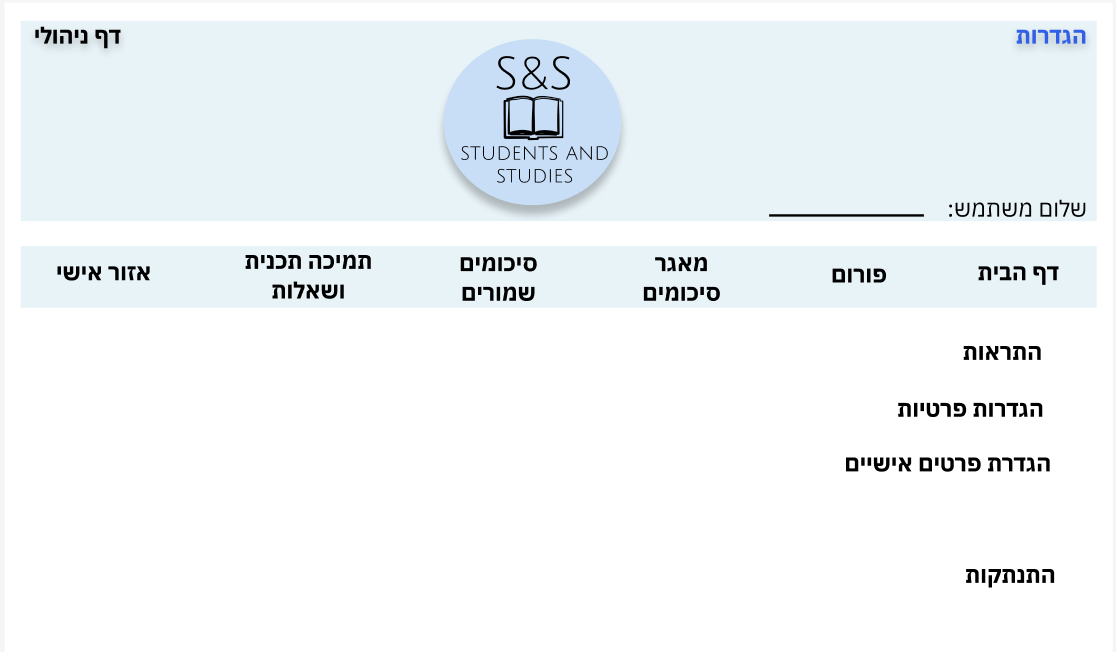 הגדרות
דף ניהולי
S&S
STUDENTS AND
STUDIES
שלום משתמש:
דף הבית
פורום
מאגר
סיכומים
סיכומים
שמורים
תמיכה תכנית
ושאלות
אזור אישי
התראות
הגדרות פרטיות
הגדרת פרטים אישיים
התנתקות